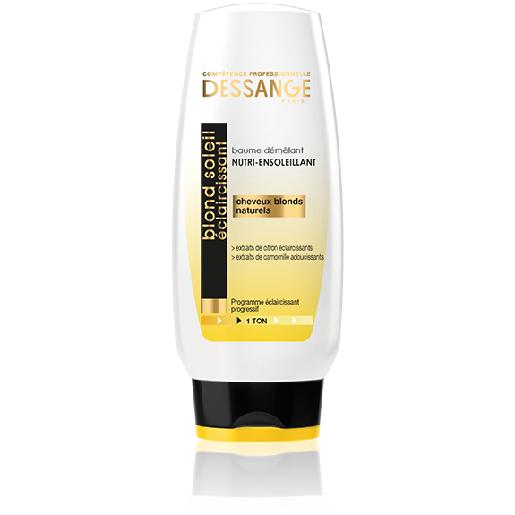 COMPÉTENCE PROFESSIONNELLE
DESSANGE
PARIS
blond soleil
éclaircissant
baume démêlant
NUTRI-ENSOLEILLANT
cheveux blonds
naturels
> extraits de citron éclaircissants
> extraits de camomille adoucissants
Programme éclaircissant
progressif
1 TON